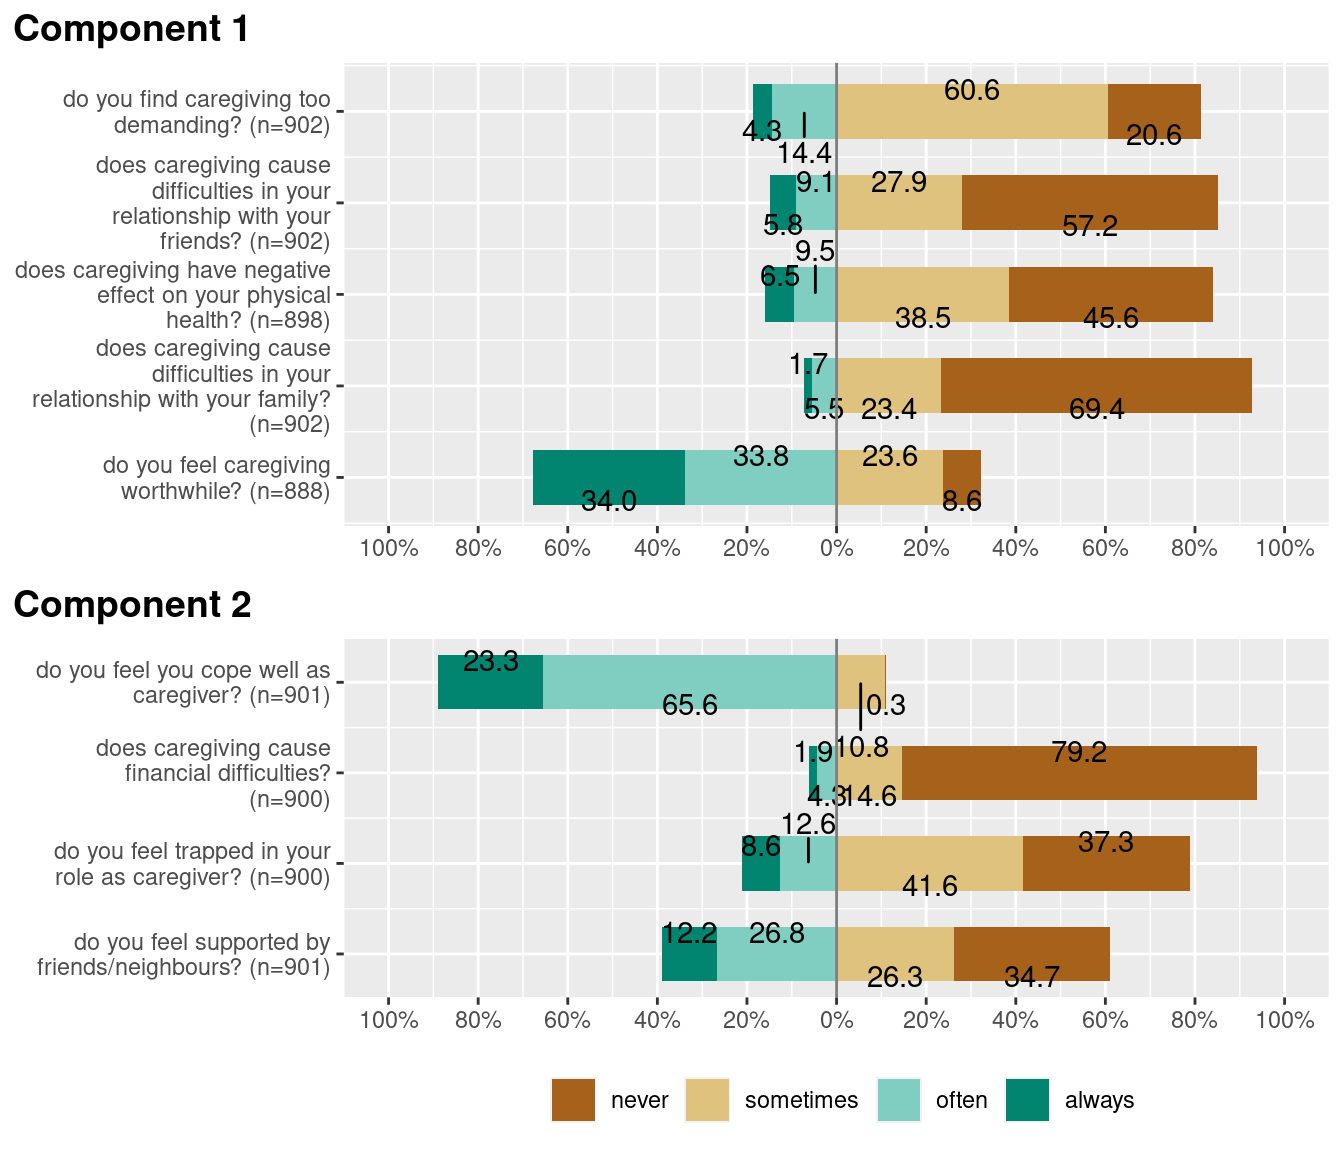 Component 1
do you find caregiving too
demanding? (n=902)
4.3
14.4
60.6
20.6
does caregiving cause
difficulties in your
relationship with your
friends? (n=902)
5.8
9.1
27.9
57.2
does caregiving have negative
effect on your physical
health? (n=898)
6.5
9.5
38.5
45.6
does caregiving cause
difficulties in your
relationship with your family?
(n=902)
1.7
5.5
23.4
69.4
do you feel caregiving
worthwhile? (n=888)
34.0
33.8
23.6
8.6
100% 80% 60% 40% 20% 0% 20% 40% 60% 80% 100%
Component 2
do you feel you cope well as
caregiver? (n=901)
23.3
65.6
10.8
0.3
does caregiving cause
financial difficulties?
(n=900)
1.9
4.3
14.6
79.2
do you feel trapped in your
role as caregiver? (n=900)
8.6
12.6
41.6
37.3
do you feel supported by
friends/neighbours? (n=901)
12.2
26.8
26.3
34.7
100% 80% 60% 40% 20% 0% 20% 40% 60% 80% 100%
never sometimes often always